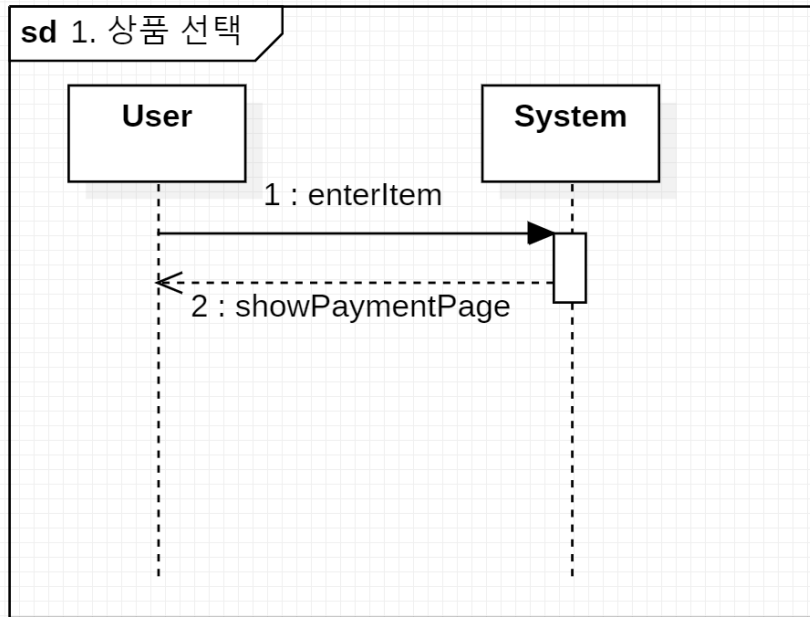 sd 1. 상품 선택
User
System
1 : enterItem
2 : showPaymentPage